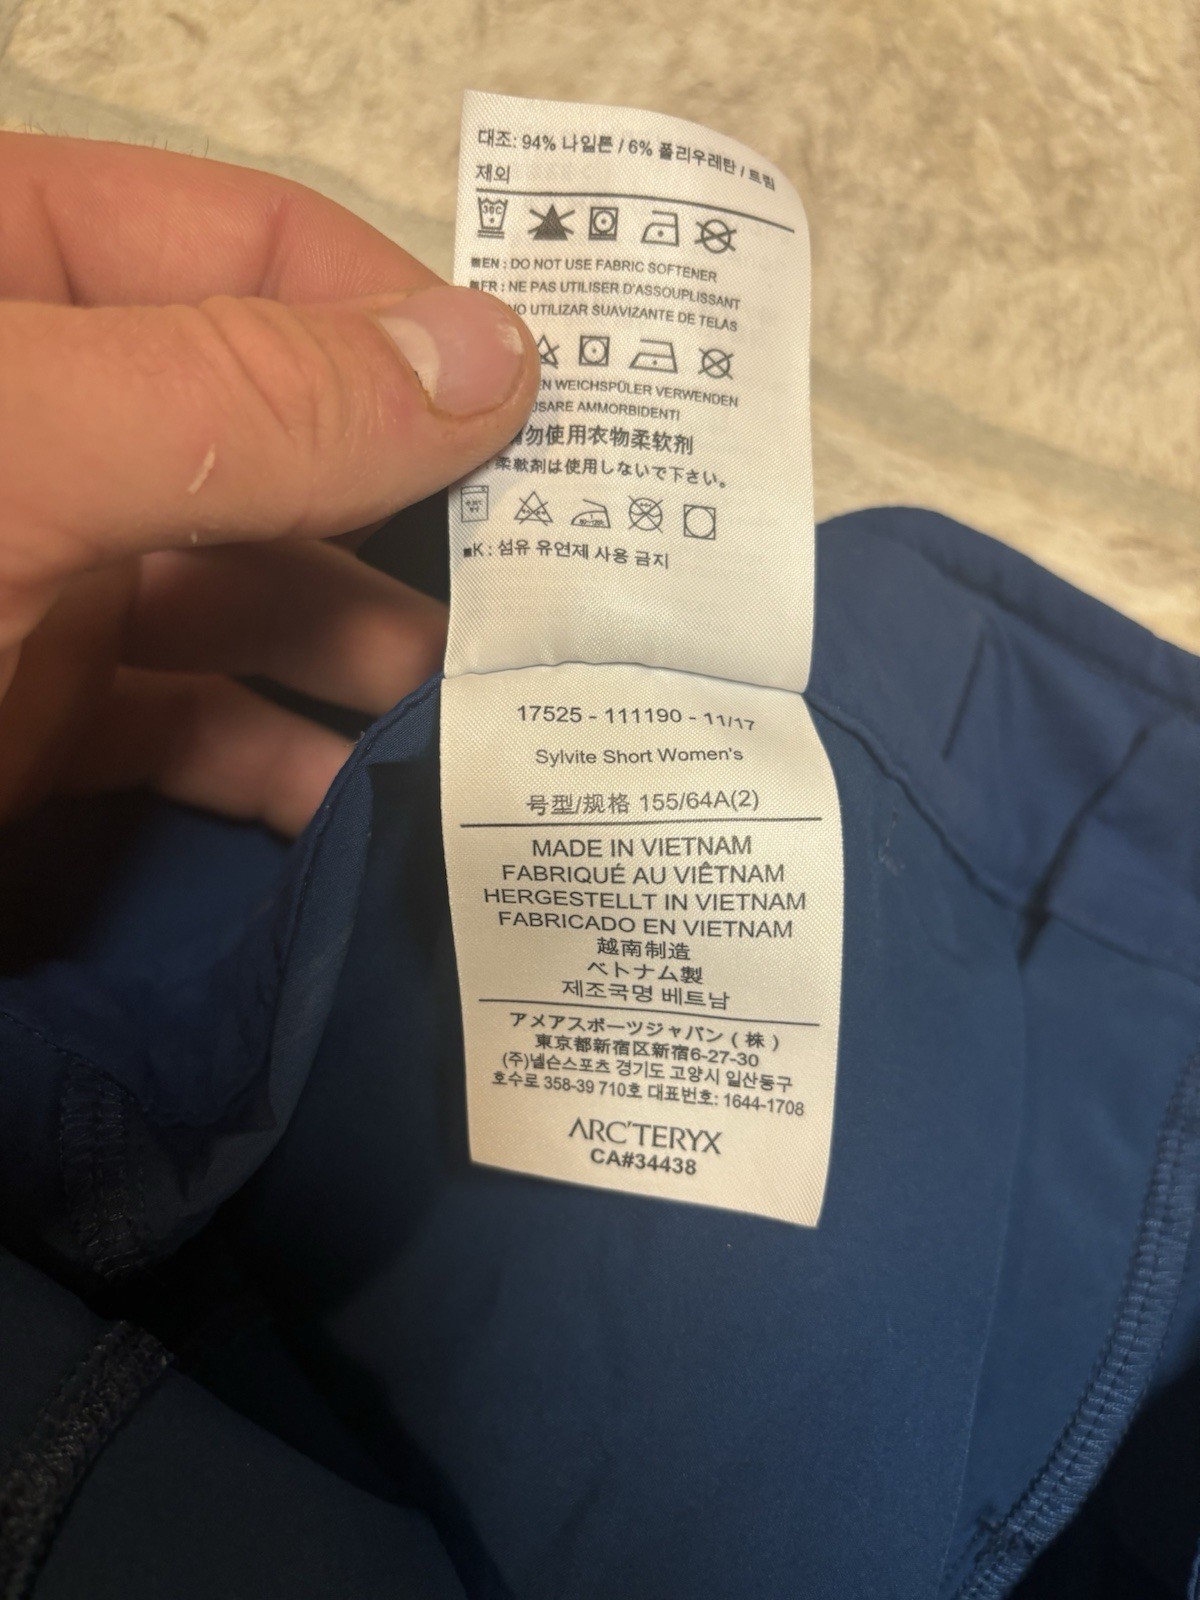 대조: 94% 나일론 / 6% 폴리우레탄 / 트림
제외
30C
■EN : DO NOT USE FABRIC SOFTENER
■FR : NE PAS UTILISER D'ASSOUPLISSANT
NO UTILIZAR SUAVIZANTE DE TELAS
WEICHSPÜLER VERWENDEN
USARE AMMORBIDENTI
请勿使用衣物柔软剂
柔軟剤は使用しないで下さい。
■K : 섬유 유연제 사용 금지
17525 - 111190 - 11/17
Sylvite Short Women's
号型/规格 155/64A(2)
MADE IN VIETNAM
FABRIQUÉ AU VIÊTNAM
HERGESTELLT IN VIETNAM
FABRICADO EN VIETNAM
越南制造
ベトナム製
제조국명 베트남
アメアスポーツジャパン ( 株 )
東京都新宿区新宿6-27-30
(주)넬슨스포츠 경기도 고양시 일산동구
호수로 358-39 710호 대표번호: 1644-1708
ARC'TERYX
CA#34438